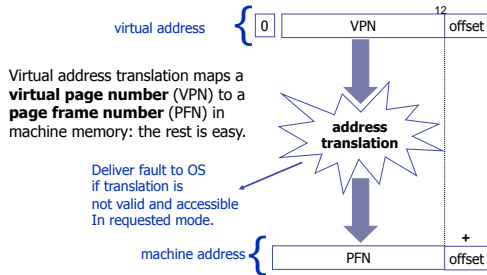 12
virtual address { 0 VPN offset
Virtual address translation maps a
virtual page number (VPN) to a
page frame number (PFN) in
machine memory: the rest is easy.
address
translation
Deliver fault to OS
if translation is
not valid and accessible
In requested mode.
+
machine address { PFN offset